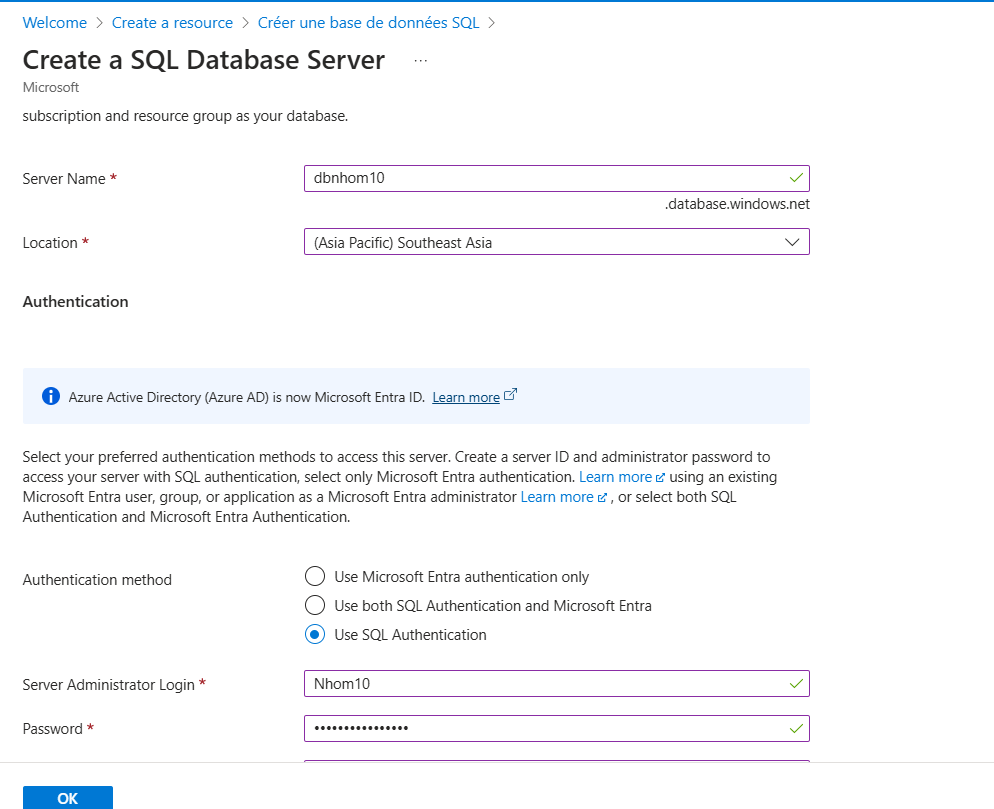 Welcome > Create a resource > Créer une base de données SQL >
Create a SQL Database Server ...
Microsoft
subscription and resource group as your database.
Server Name *
dbnhom10
.database.windows.net
Location *
(Asia Pacific) Southeast Asia
Authentication
Azure Active Directory (Azure AD) is now Microsoft Entra ID. Learn more
Select your preferred authentication methods to access this server. Create a server ID and administrator password to
access your server with SQL authentication, select only Microsoft Entra authentication. Learn more using an existing
Microsoft Entra user, group, or application as a Microsoft Entra administrator Learn more , or select both SQL
Authentication and Microsoft Entra Authentication.
Authentication method
Use Microsoft Entra authentication only
Use both SQL Authentication and Microsoft Entra
Use SQL Authentication
Server Administrator Login *
Nhom10
Password *
••••••••••••••••
OK